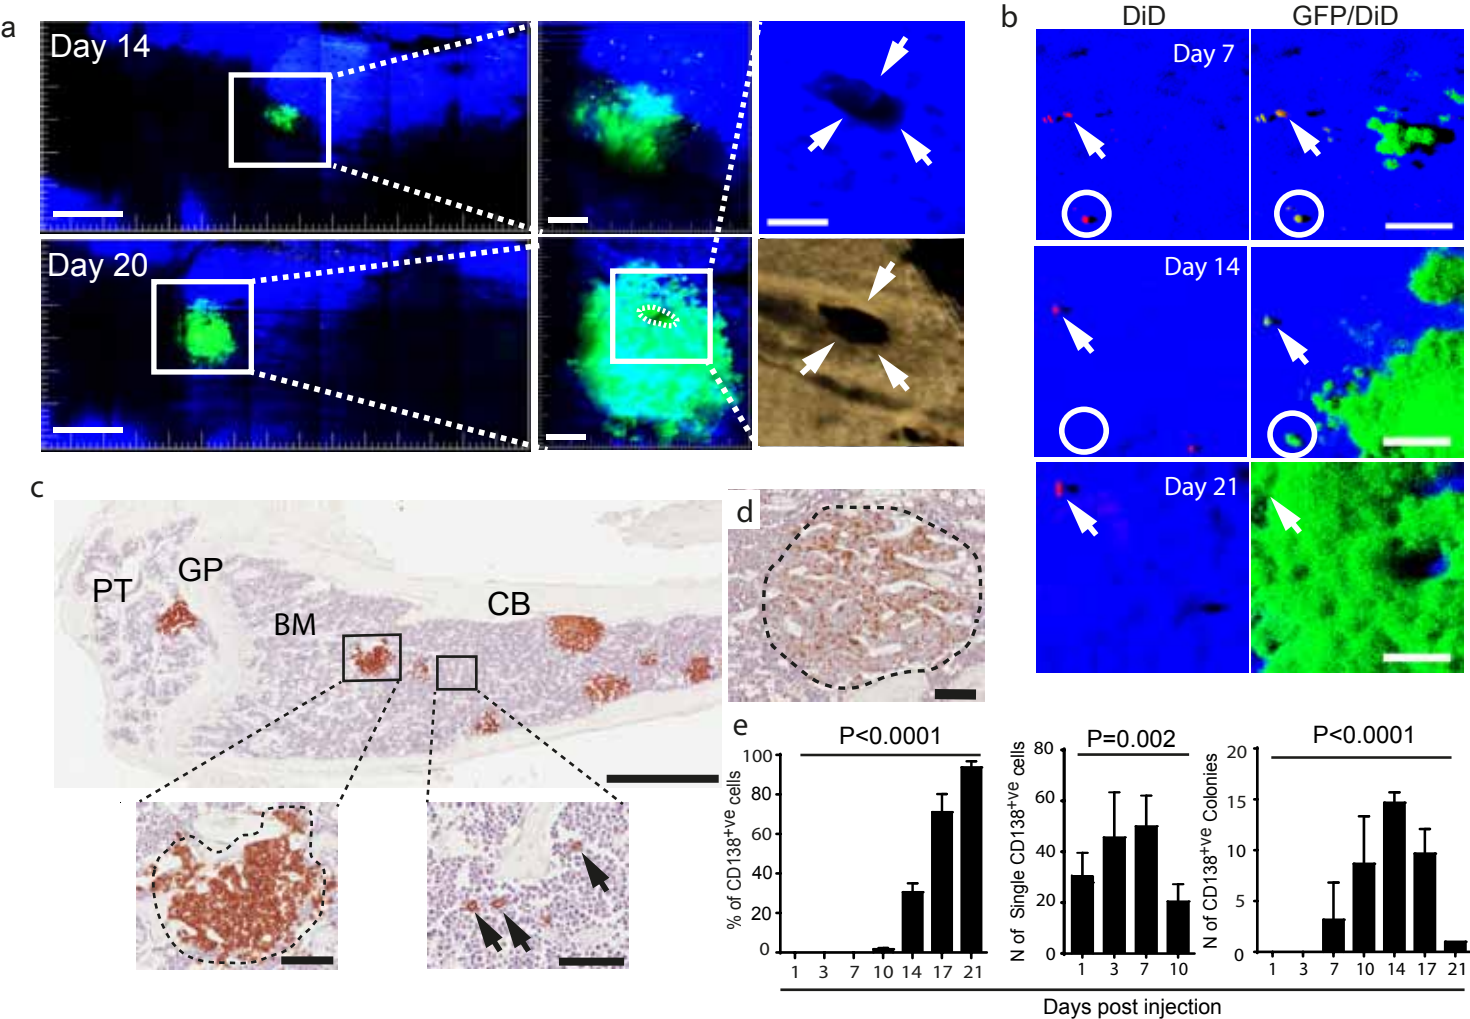 a
Day 14
Day 20
b
DiD
GFP/DiD
Day 7
Day 14
Day 21
c
PT
GP
BM
CB
d
e
% of CD138+ve cells
P<0.0001
100
80
60
40
20
0
1 3 7 10 14 17 21
N of Single CD138+ve cells
P=0.002
80
60
40
20
0
1 3 7 10
N of CD138+ve Colonies
P<0.0001
20
15
10
5
0
1 3 7 10 14 17 21
Days post injection